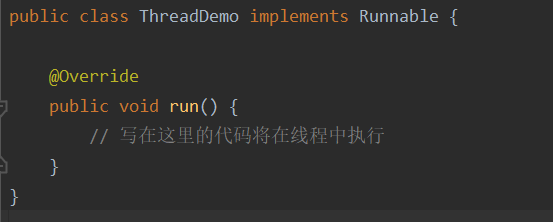 public class ThreadDemo implements Runnable {
@Override
public void run() {
// 写在这里的代码将在线程中执行
}
}